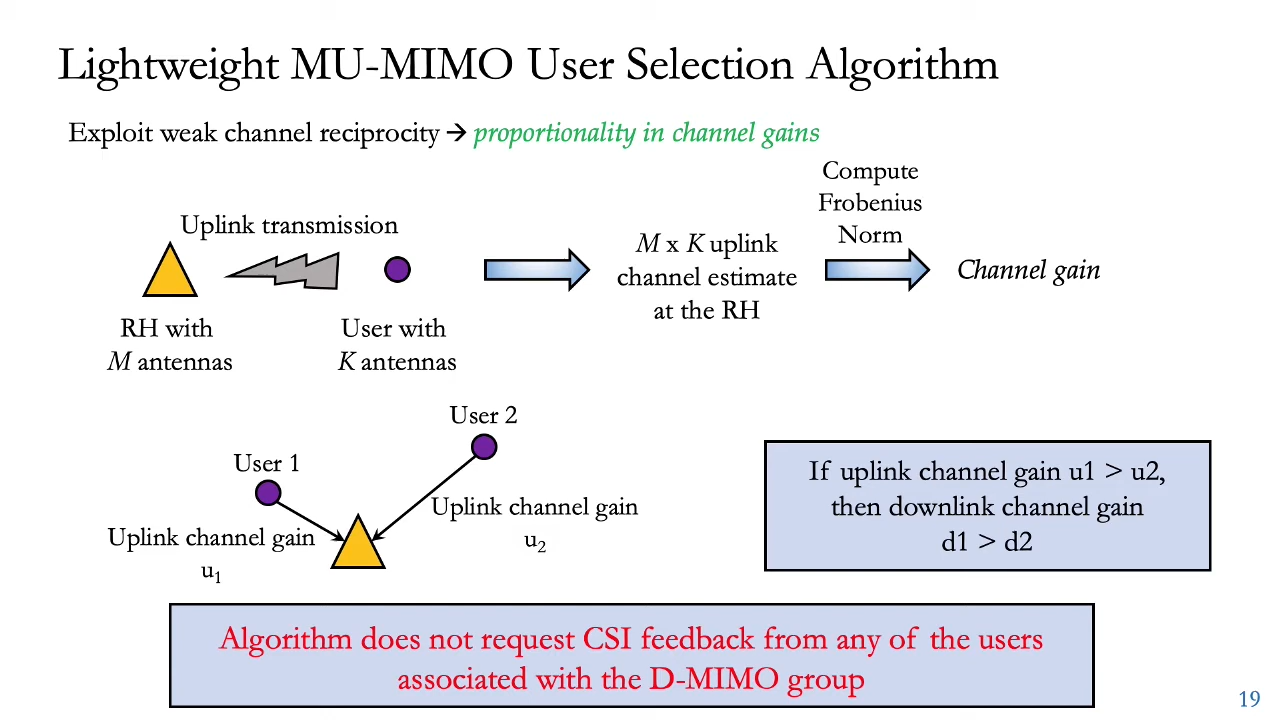 Lightweight MU-MIMO User Selection Algorithm
Exploit weak channel reciprocity → proportionality in channel gains
Compute
Frobenius
Norm
Uplink transmission
M x K uplink
channel estimate
at the RH
Channel gain
RH with
M antennas
User with
K antennas
User 2
User 1
Uplink channel gain
u2
Uplink channel gain
u1
If uplink channel gain u1 > u2,
then downlink channel gain
d1 > d2
Algorithm does not request CSI feedback from any of the users
associated with the D-MIMO group
19